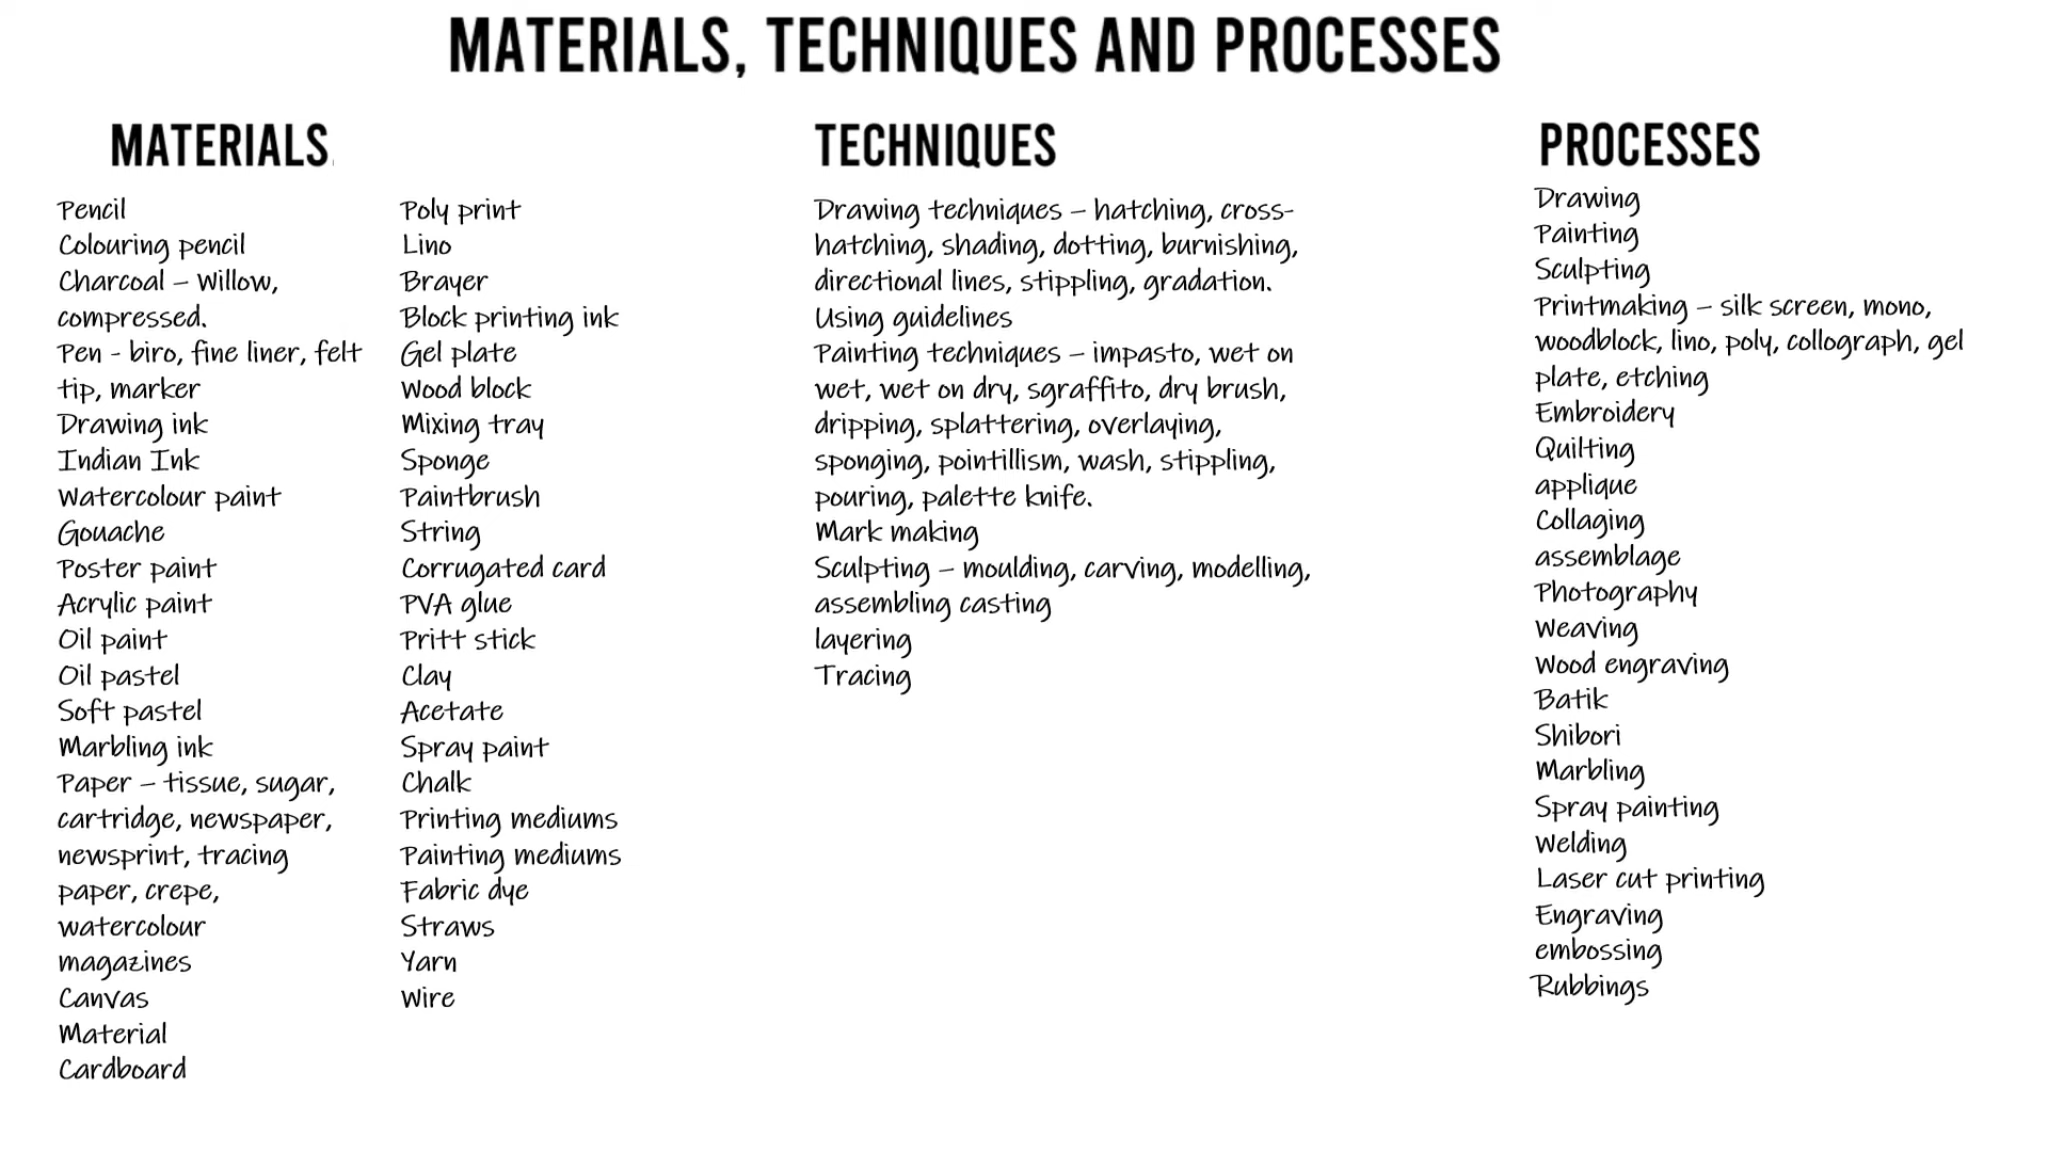 MATERIALS, TECHNIQUES AND PROCESSES
MATERIALS.
Pencil
Colouring pencil
Charcoal – Willow,
compressed.
Pen - biro, fine liner, felt
tip, marker
Drawing ink
Indian Ink
Watercolour paint
Gouache
Poster paint
Acrylic paint
Oil paint
Oil pastel
Soft pastel
Marbling ink
Paper – tissue, sugar,
cartridge, newspaper,
newsprint, tracing
paper, crepe,
watercolour
magazines
Canvas
Material
Cardboard
Poly print
Lino
Brayer
Block printing ink
Gel plate
Wood block
Mixing tray
Sponge
Paintbrush
String
Corrugated card
PVA glue
Pritt stick
Clay
Acetate
Spray paint
Chalk
Printing mediums
Painting mediums
Fabric dye
Straws
Yarn
Wire
TECHNIQUES
Drawing techniques – hatching, cross-
hatching, shading, dotting, burnishing,
directional lines, stippling, gradation.
Using guidelines
Painting techniques – impasto, wet on
wet, wet on dry, sgraffito, dry brush,
dripping, splattering, overlaying,
sponging, pointillism, wash, stippling,
pouring, palette knife.
Mark making
Sculpting – moulding, carving, modelling,
assembling casting
layering
Tracing
PROCESSES
Drawing
Painting
Sculpting
Printmaking – silk screen, mono,
woodblock, lino, poly, collograph, gel
plate, etching
Embroidery
Quilting
applique
Collaging
assemblage
Photography
Weaving
Wood engraving
Batik
Shibori
Marbling
Spray painting
Welding
Laser cut printing
Engraving
embossing
Rubbings